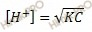 [H⁺] = √KC